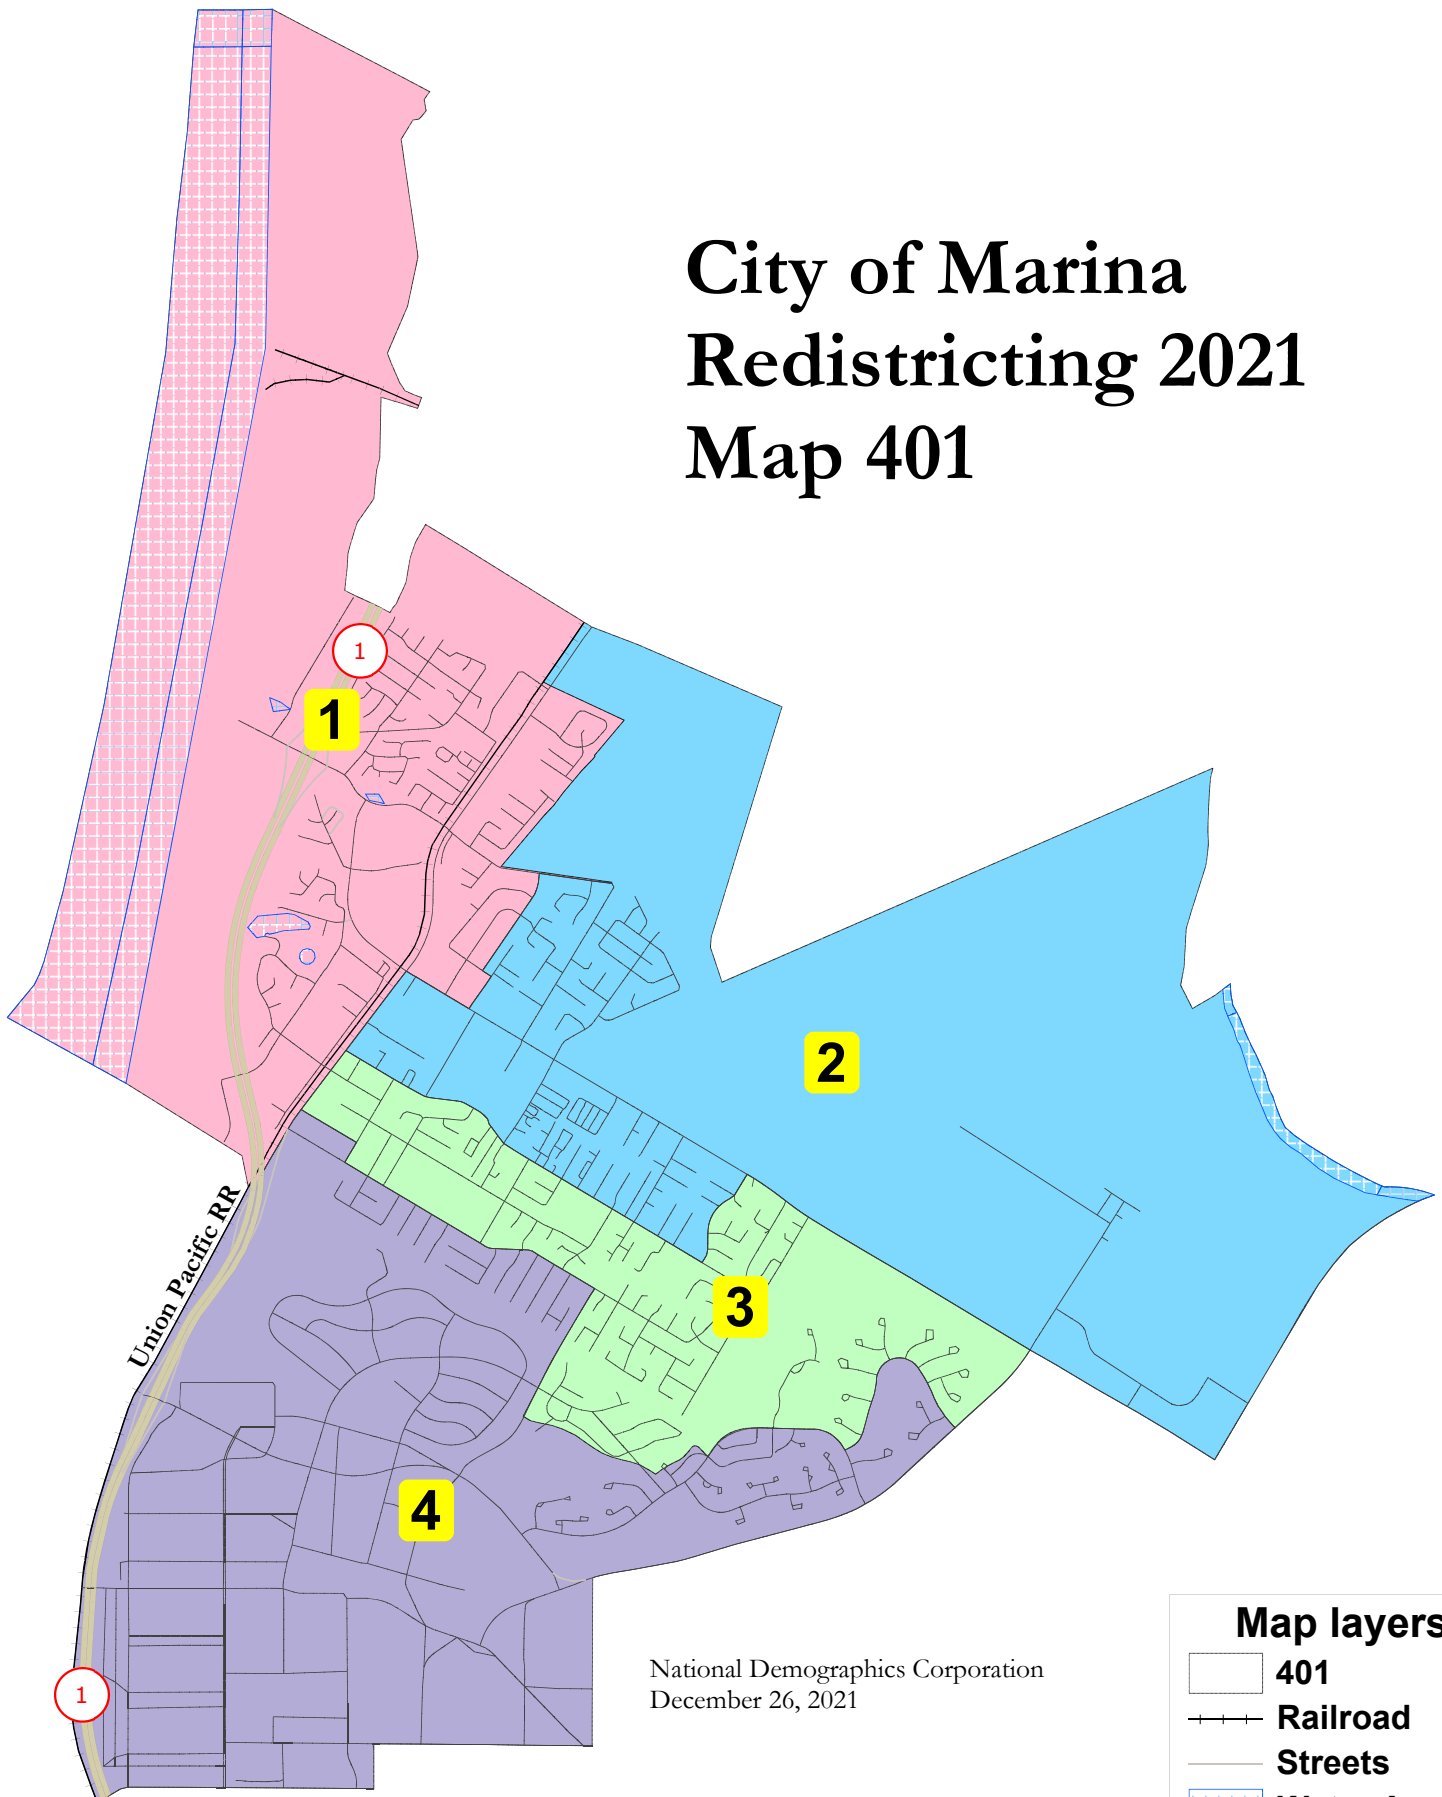 City of Marina
Redistricting 2021
Map 401
1
1
2
3
Union Pacific RR
4
1
National Demographics Corporation
December 26, 2021
Map layers
401
Railroad
Streets